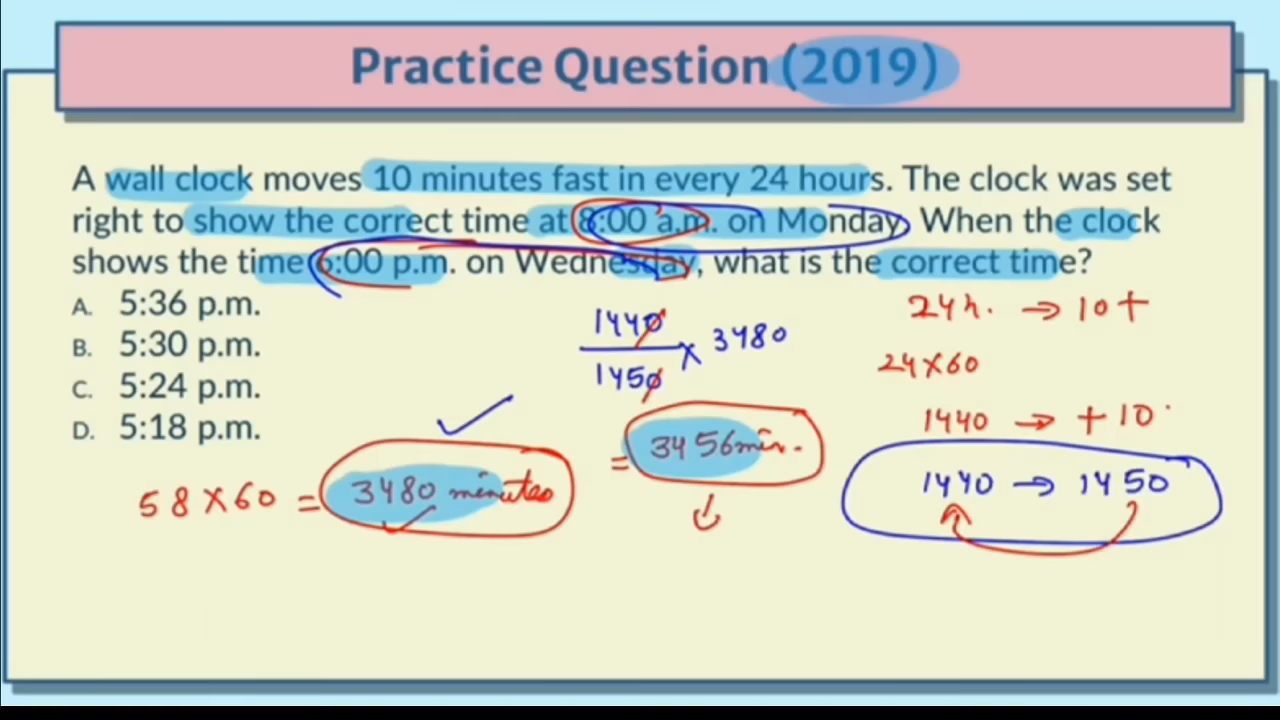 Practice Question (2019)
A wall clock moves 10 minutes fast in every 24 hours. The clock was set
right to show the correct time at 8:00 a.m. on Monday. When the clock
shows the time 6:00 p.m. on Wednesday, what is the correct time?
A. 5:36 p.m.
B. 5:30 p.m.
C. 5:24 p.m.
D. 5:18 p.m.
1440
1450
× 3480
= 3456 min.
58 × 60 = 3480 minutes
24 h. → 10 +
24 × 60
1440 → + 10
1440 → 1450